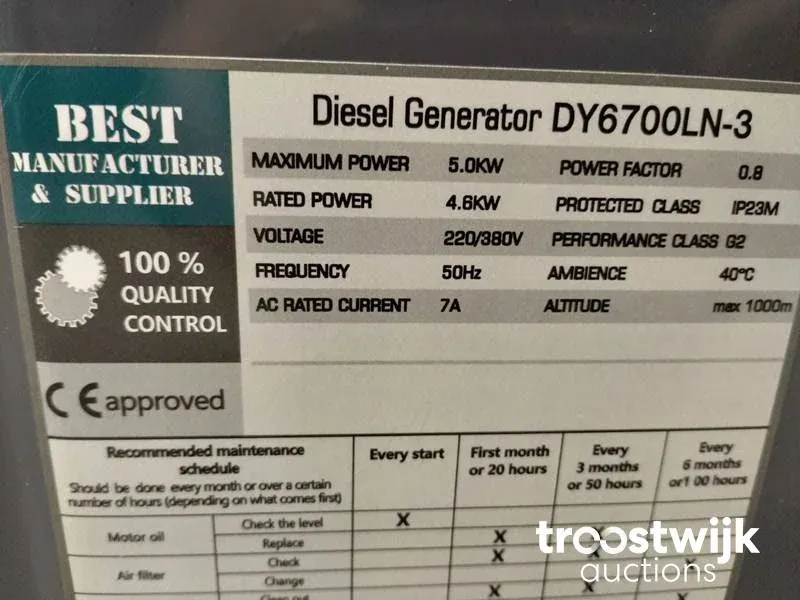 BEST
MANUFACTURER
& SUPPLIER
100 %
QUALITY
CONTROL
CE approved
Diesel Generator DY6700LN-3
MAXIMUM POWER 5.0KW POWER FACTOR 0.8
RATED POWER 4.6KW PROTECTED CLASS IP23M
VOLTAGE 220/380V PERFORMANCE CLASS G2
FREQUENCY 50Hz AMBIENCE 40°C
AC RATED CURRENT 7A ALTITUDE max 1000m
Recommended maintenance
schedule
Should be done every month or over a certain
number of hours (depending on what comes first)
Every start
First month
or 20 hours
Every
3 months
or 50 hours
Every
6 months
or1 00 hours
Motor oil
Check the level X
Replace X X
Air filter
Check X X X
Change
Clean out X X X
troostwijk
auctions